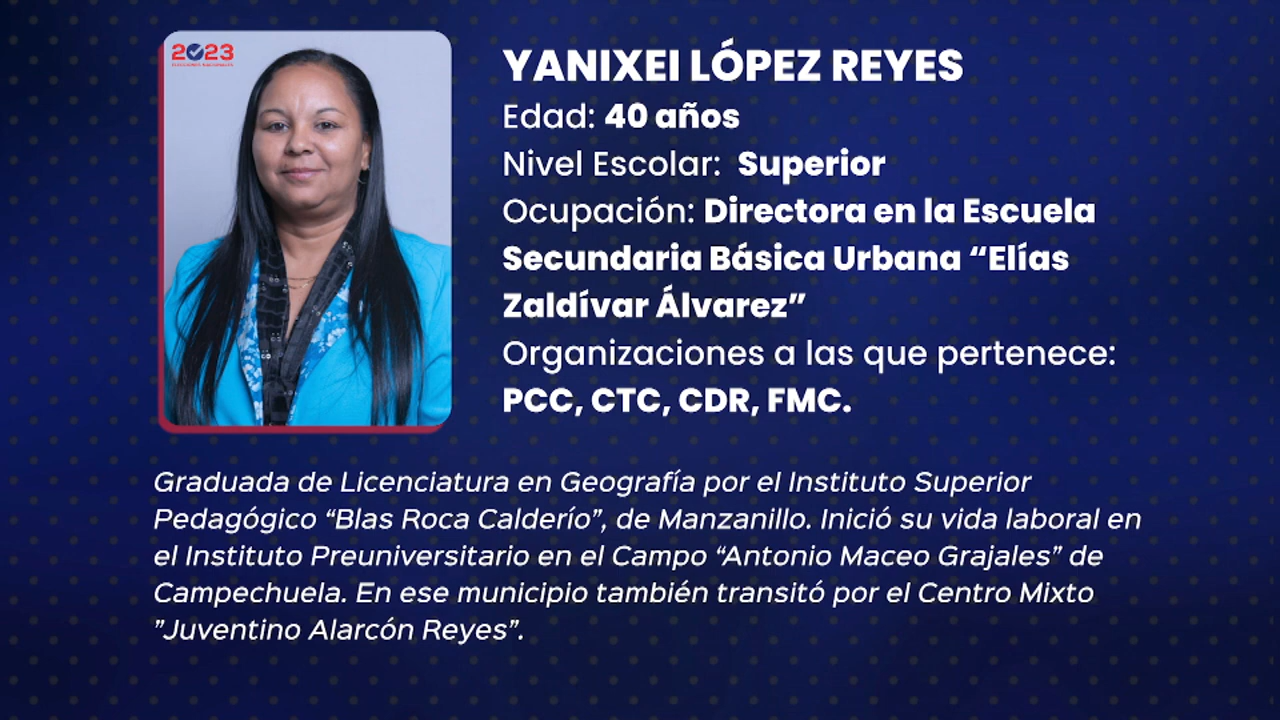 2023
ELECCIONES NACIONALES
YANIXEI LÓPEZ REYES
Edad: 40 años
Nivel Escolar: Superior
Ocupación: Directora en la Escuela
Secundaria Básica Urbana “Elías
Zaldívar Álvarez”
Organizaciones a las que pertenece:
PCC, CTC, CDR, FMC.
Graduada de Licenciatura en Geografía por el Instituto Superior
Pedagógico “Blas Roca Calderío”, de Manzanillo. Inició su vida laboral en
el Instituto Preuniversitario en el Campo “Antonio Maceo Grajales” de
Campechuela. En ese municipio también transitó por el Centro Mixto
”Juventino Alarcón Reyes”.